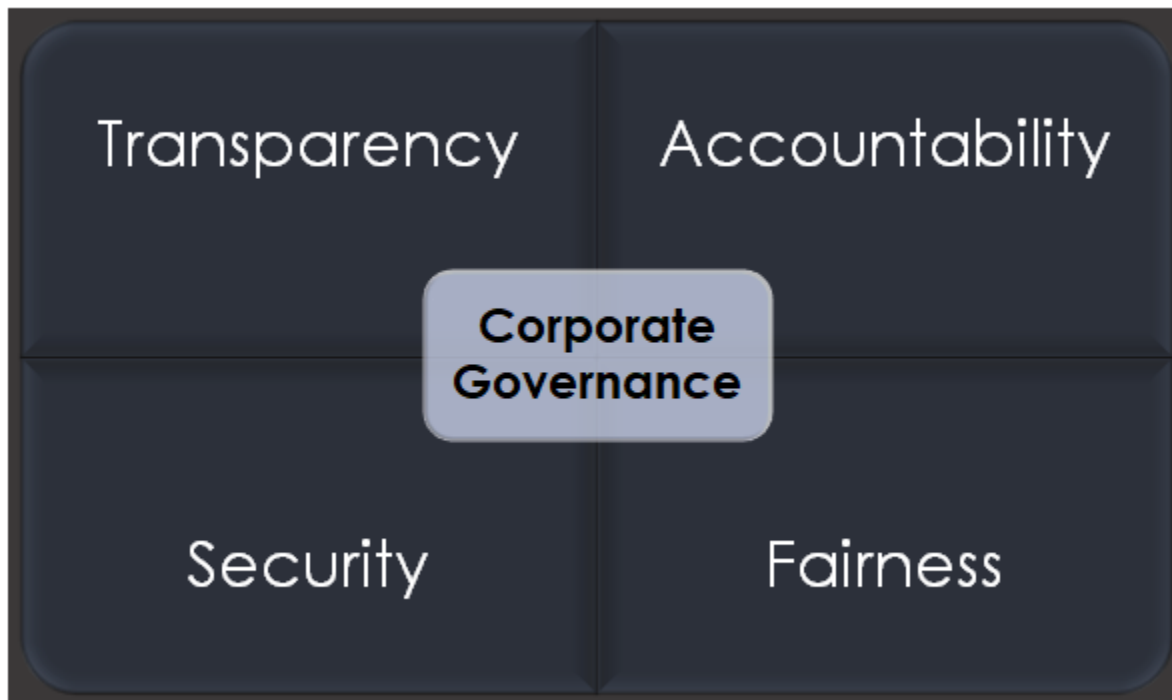 Transparency
Accountability
Corporate
Governance
Security
Fairness